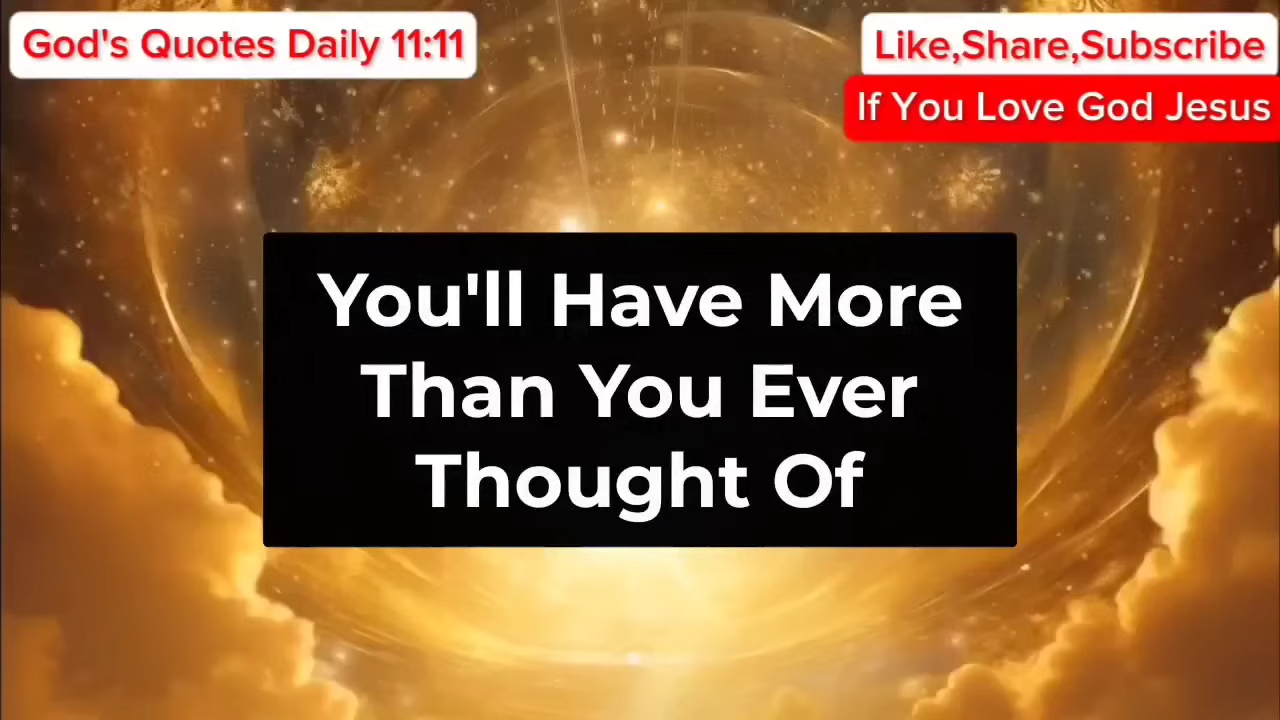 God's Quotes Daily 11:11
Like,Share,Subscribe
If You Love God Jesus
You'll Have More
Than You Ever
Thought Of